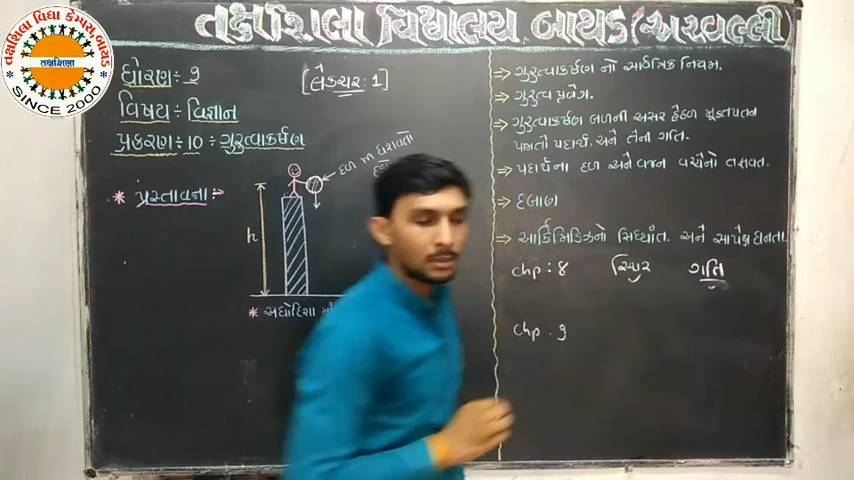 તક્ષશિલા વિદ્યાલય બાયડ (અરવલ્લી)
તક્ષશિલા વિદ્યા કેમ્પસ, બાયડ
તક્ષશિલા
SINCE 2000
ધોરણ:- 9
[લેક્ચર : 1]
વિષય :- વિજ્ઞાન
પ્રકરણ :- 10 :- ગુરુત્વાકર્ષણ
* પ્રસ્તાવના :→
દળ m ધરાવતો
h
* અધોદિશા
⇒ ગુરુત્વાકર્ષણ નો સાર્વત્રિક નિયમ.
⇒ ગુરુત્વ પ્રવેગ.
⇒ ગુરુત્વાકર્ષણ બળની અસર હેઠળ મુક્તપતન
પામતો પદાર્થ. અને તેની ગતિ.
⇒ પદાર્થના દળ અને વજન વચ્ચેનો તફાવત.
⇒ દબાણ
⇒ આર્કિમિડિઝનો સિધ્ધાંત. અને સાપેક્ષ ઘનતા.
chp : 8 સ્થિર ગતિ
chp . 9